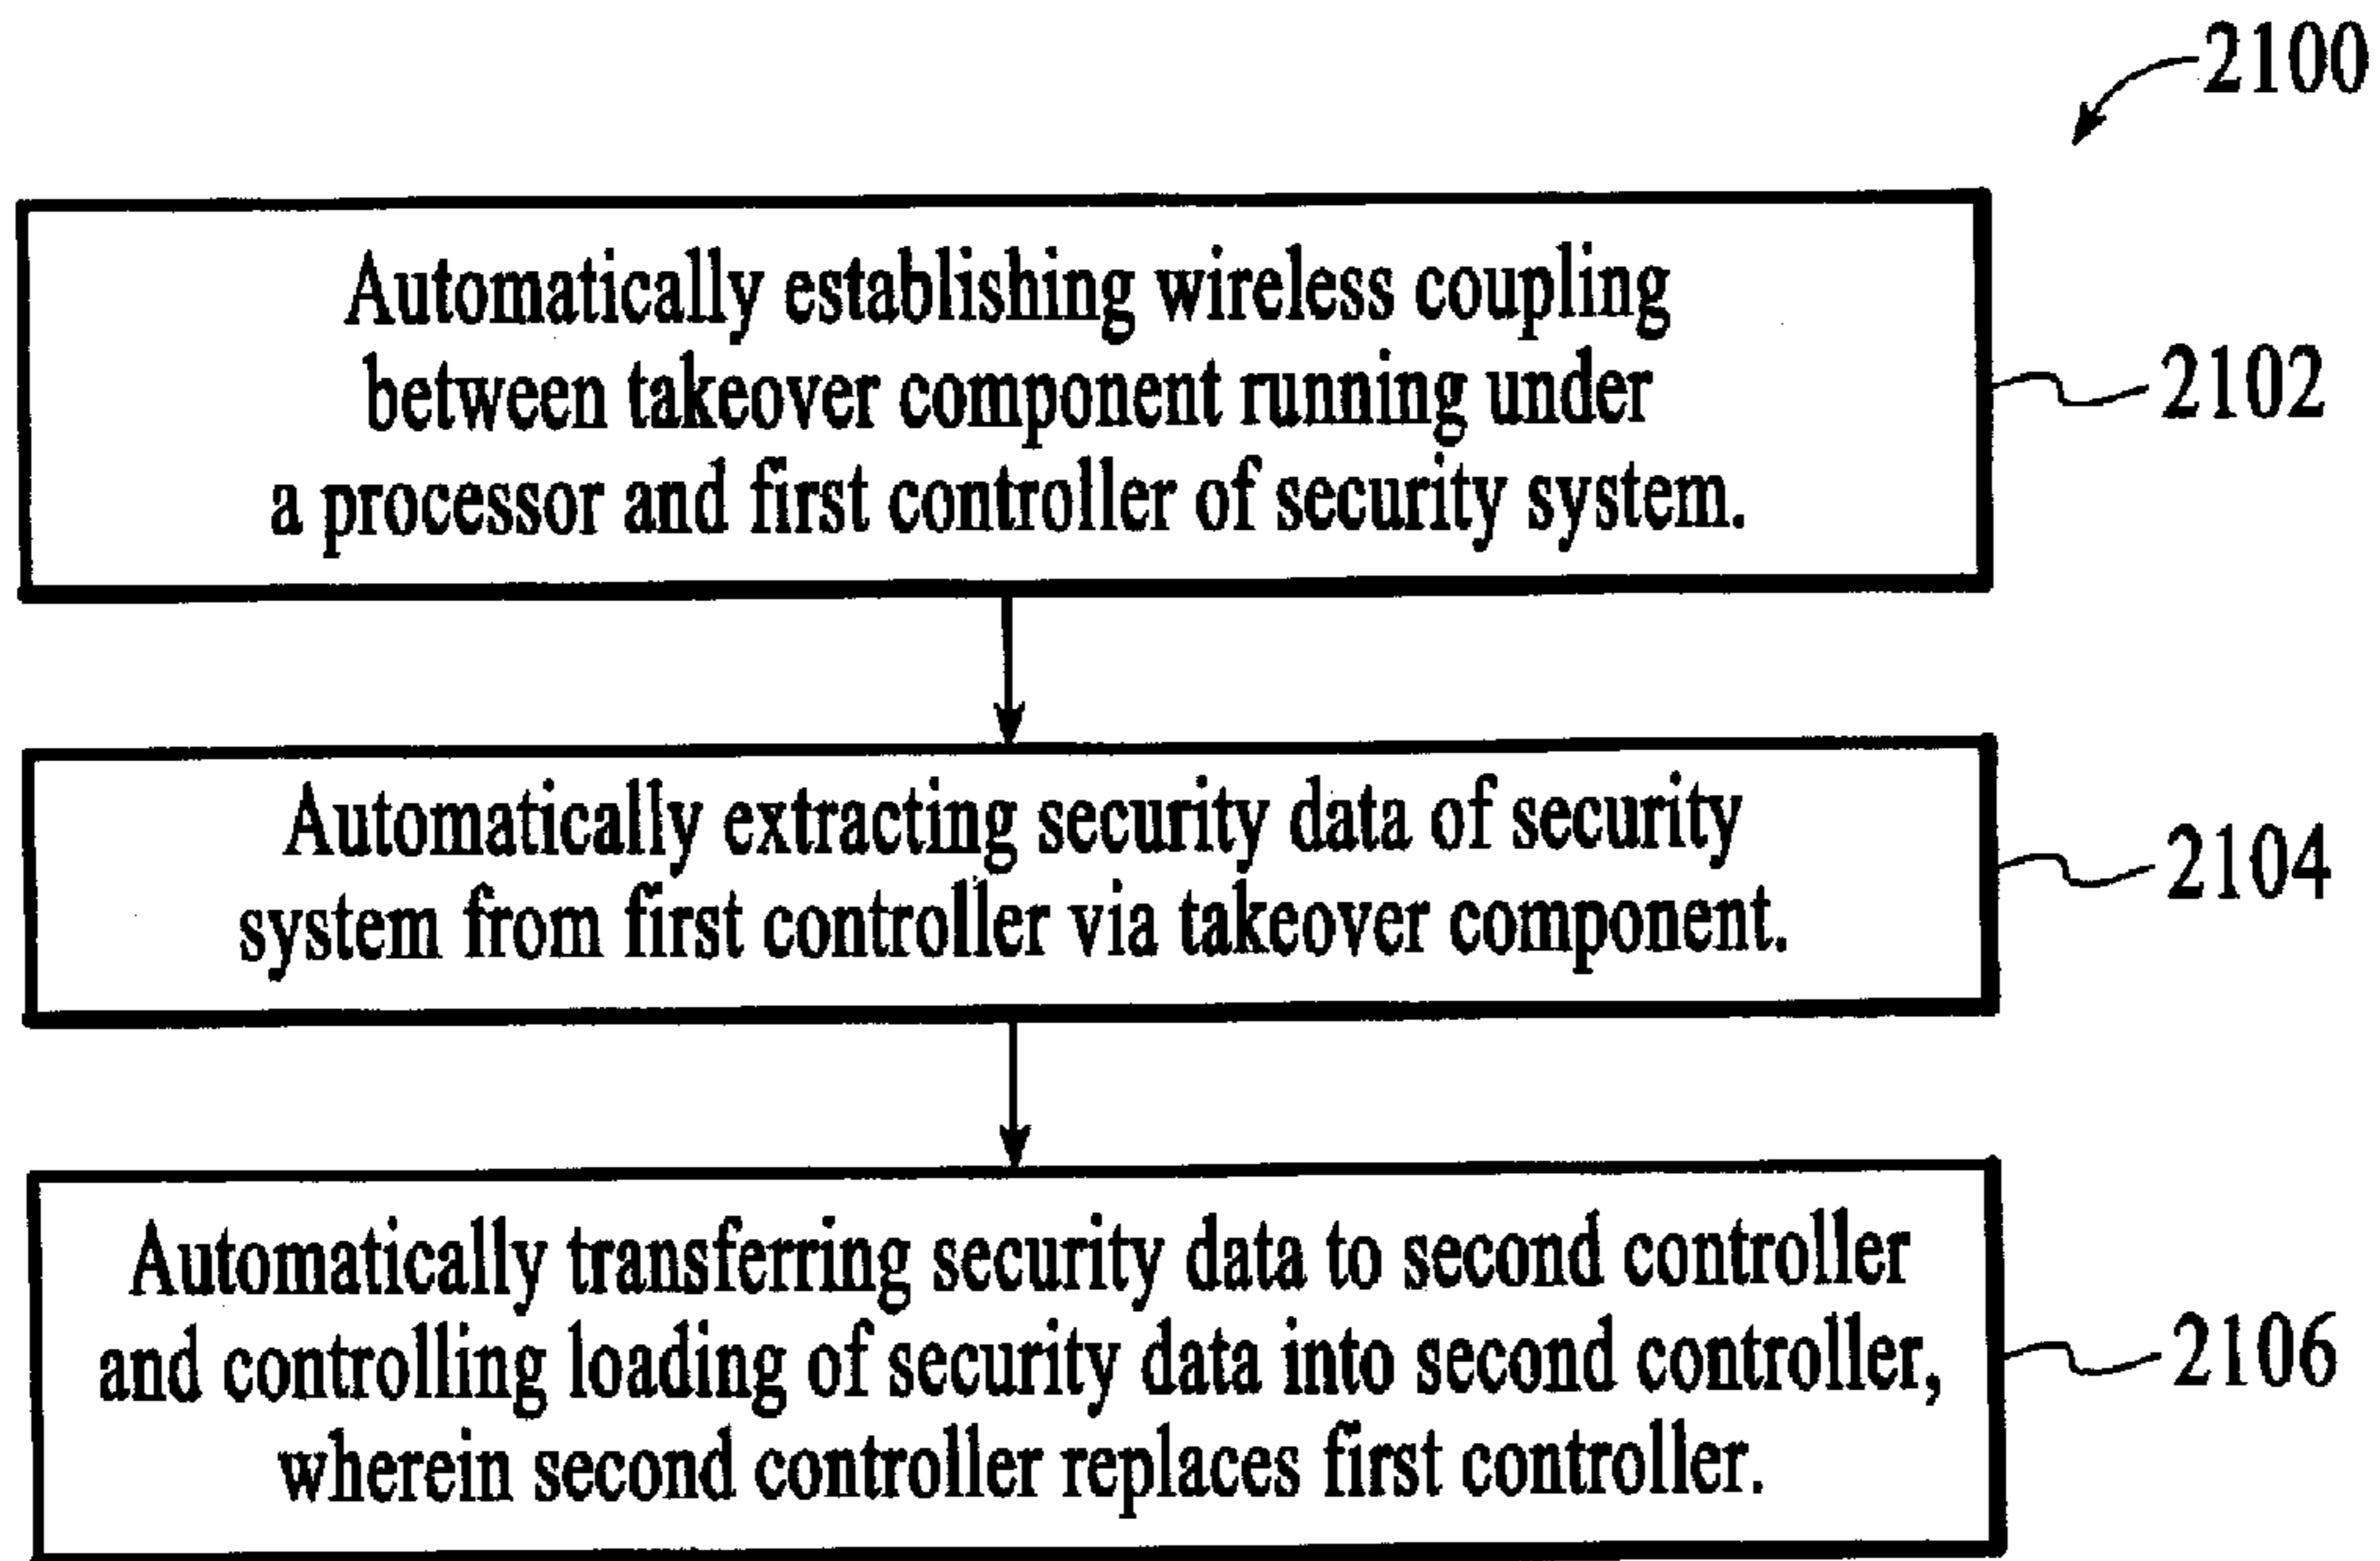 2100
Automatically establishing wireless coupling
between takeover component running under
a processor and first controller of security system.
2102
Automatically extracting security data of security
system from first controller via takeover component.
2104
Automatically transferring security data to second controller
and controlling loading of security data into second controller,
wherein second controller replaces first controller.
2106